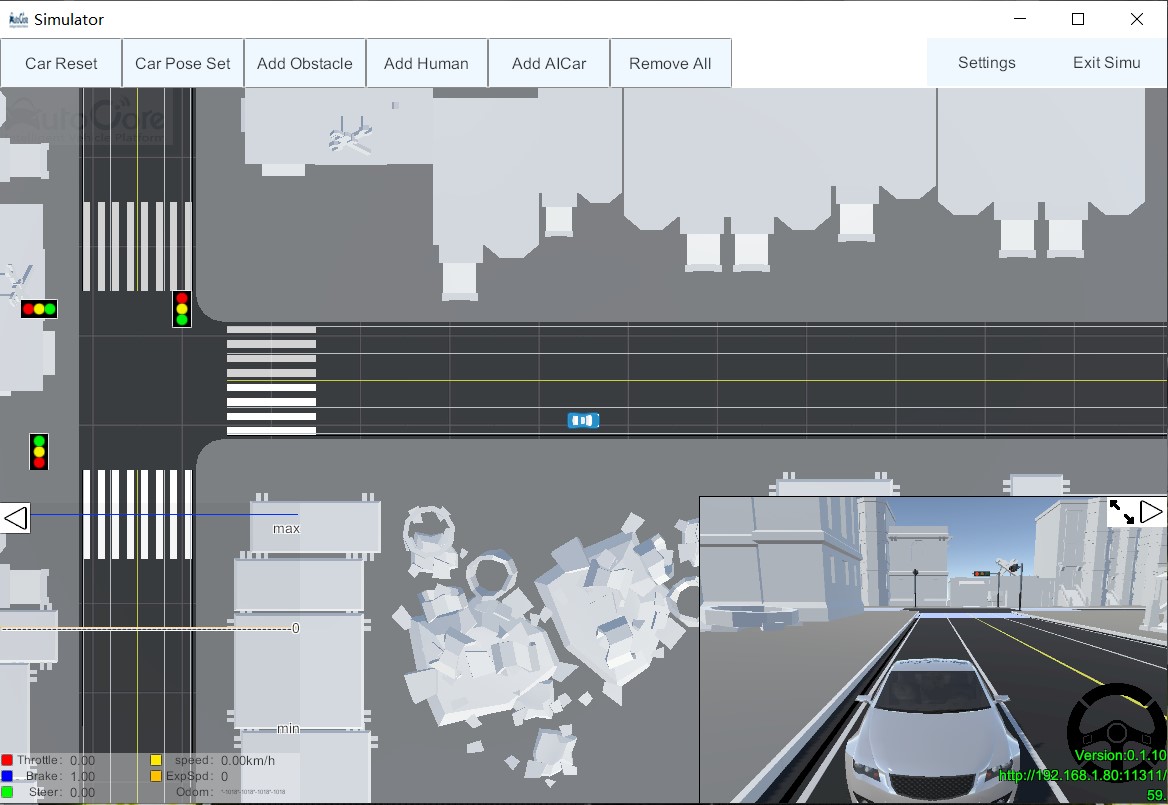 Simulator
Car Reset
Car Pose Set
Add Obstacle
Add Human
Add AICar
Remove All
Settings
Exit Simu
AutoCore
max
0
min
Throttle: 0.00
speed: 0.00km/h
Brake: 1.00
ExpSpd: 0
Steer: 0.00
Odom:
Version:0.1.10
http://192.168.1.80:11311/
59.